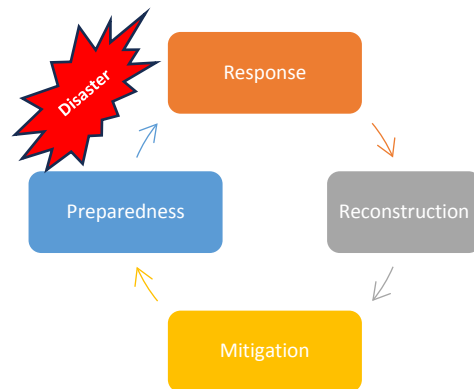 Disaster
Response
Preparedness
Reconstruction
Mitigation